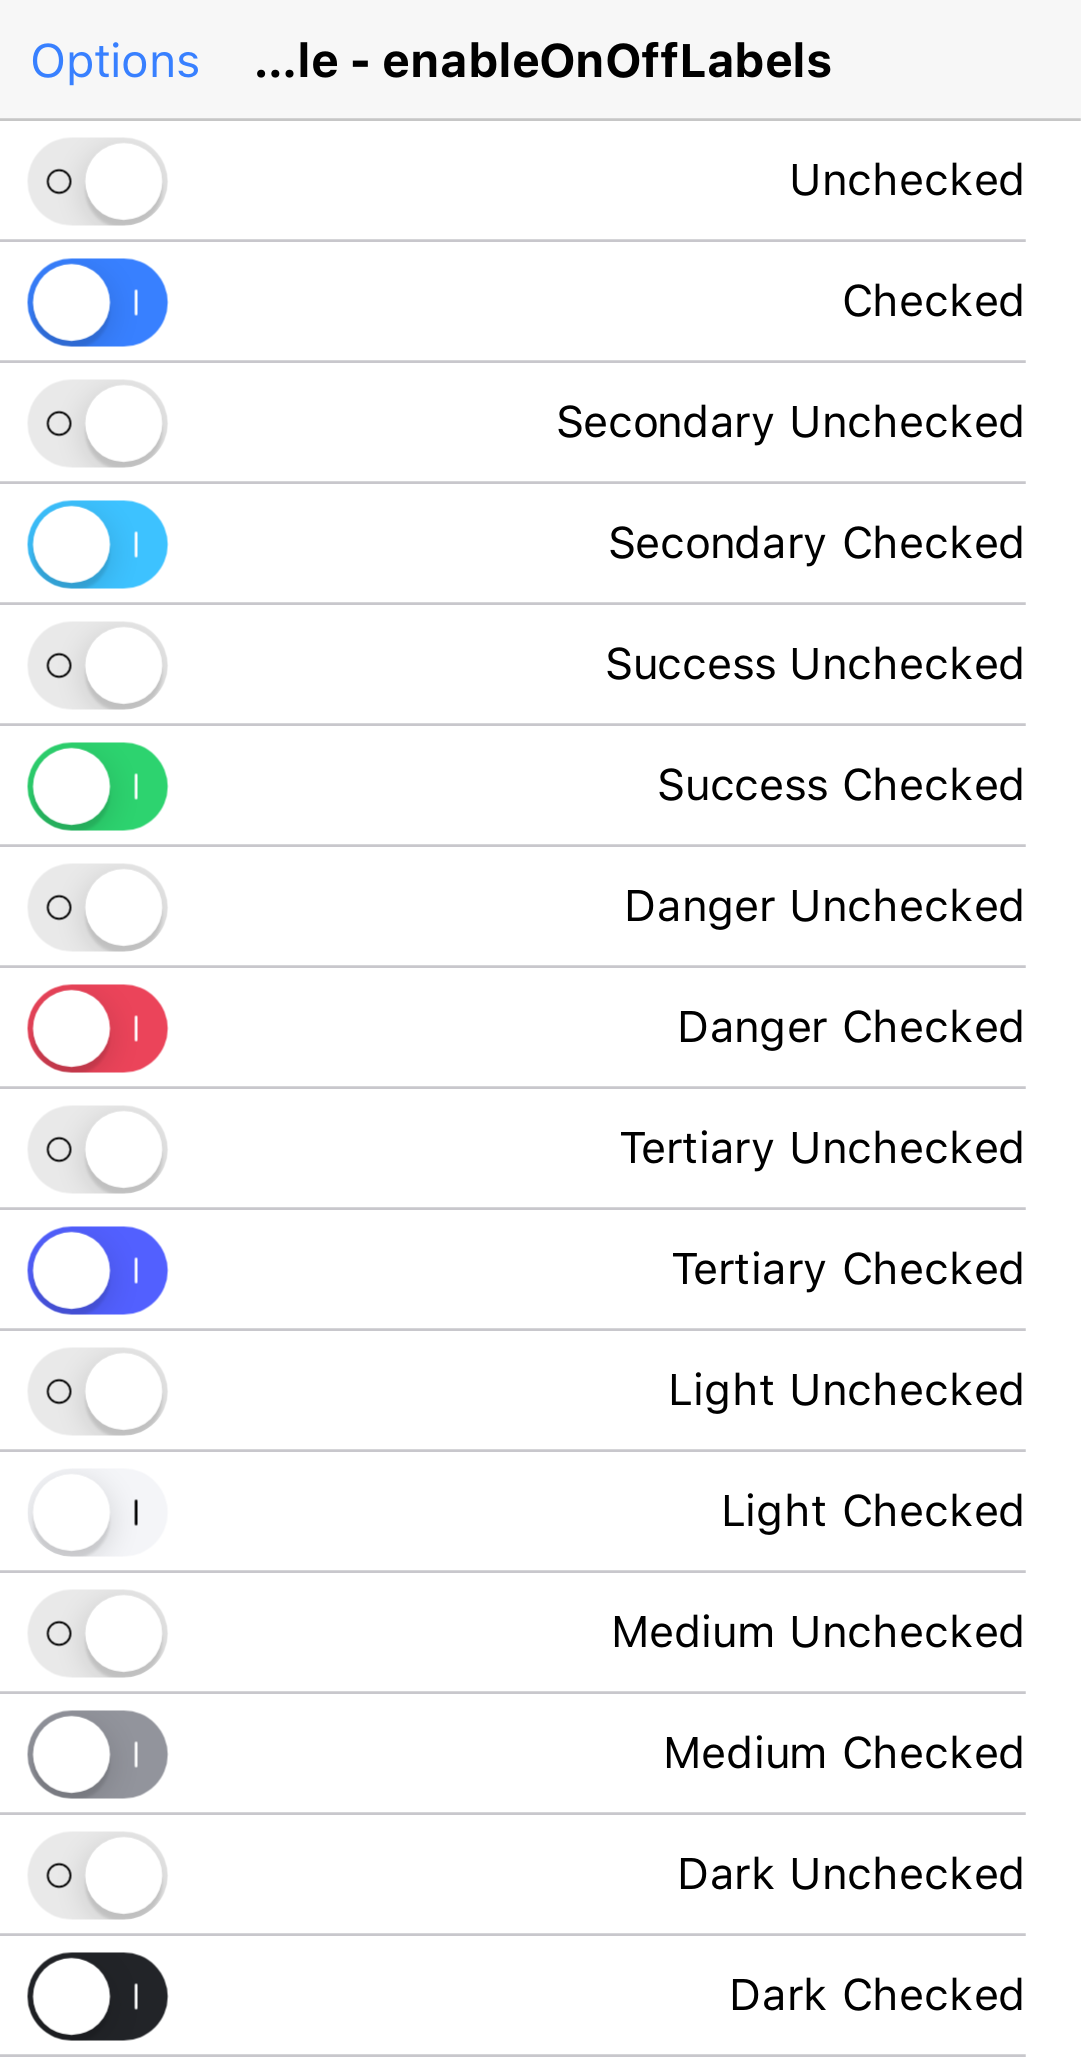 Options ...le - enableOnOffLabels
Unchecked
Checked
Secondary Unchecked
Secondary Checked
Success Unchecked
Success Checked
Danger Unchecked
Danger Checked
Tertiary Unchecked
Tertiary Checked
Light Unchecked
Light Checked
Medium Unchecked
Medium Checked
Dark Unchecked
Dark Checked